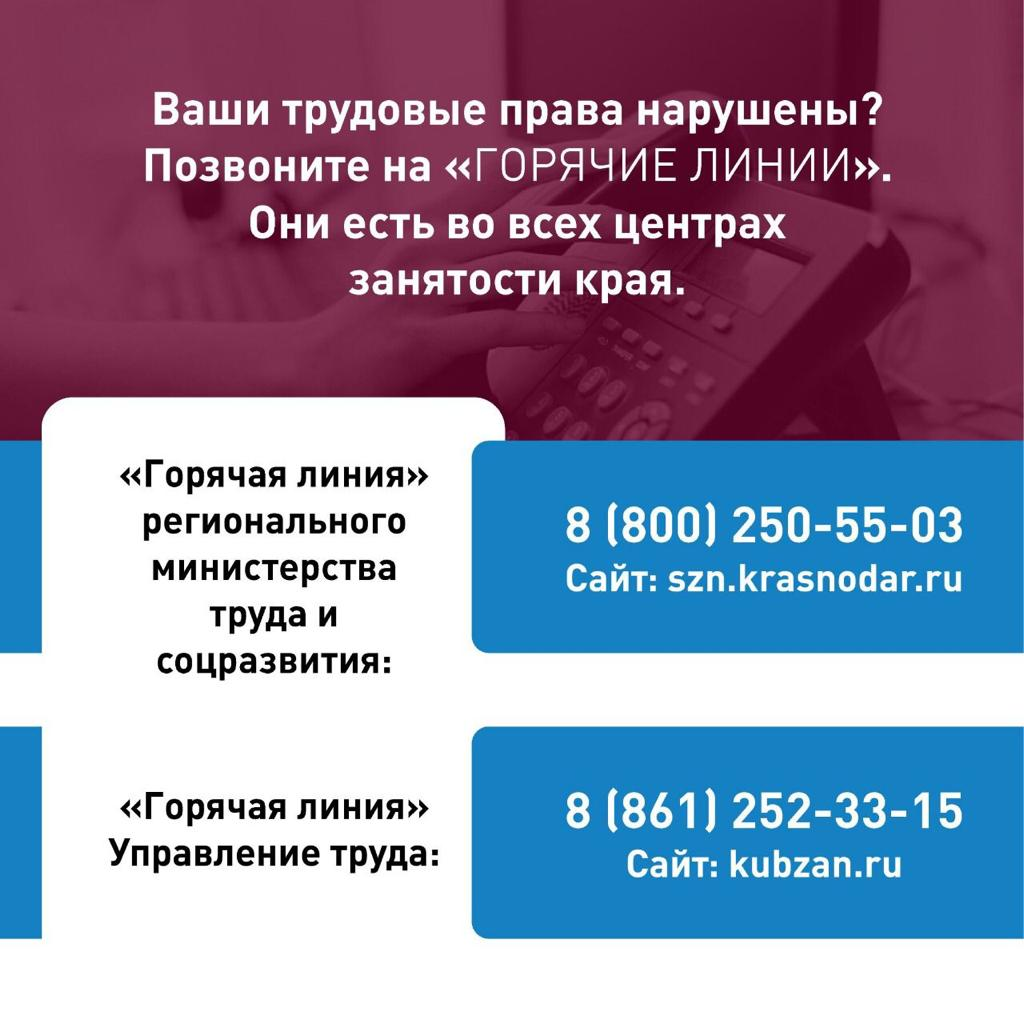 Ваши трудовые права нарушены?
Позвоните на «ГОРЯЧИЕ ЛИНИИ».
Они есть во всех центрах
занятости края.
«Горячая линия»
регионального
министерства
труда и
соцразвития:
8 (800) 250-55-03
Сайт: szn.krasnodar.ru
«Горячая линия»
Управление труда:
8 (861) 252-33-15
Сайт: kubzan.ru